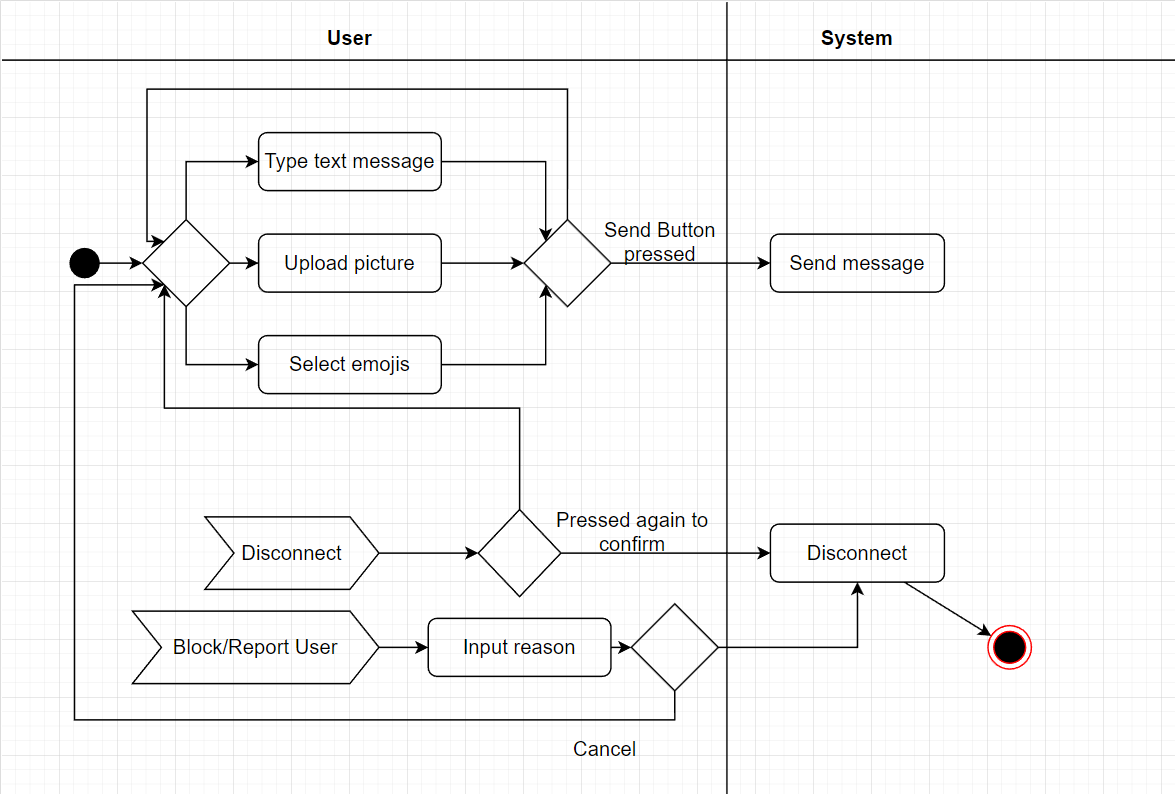 User
System
Type text message
Send Button
pressed
Upload picture
Send message
Select emojis
Pressed again to
confirm
Disconnect
Disconnect
Block/Report User
Input reason
Cancel